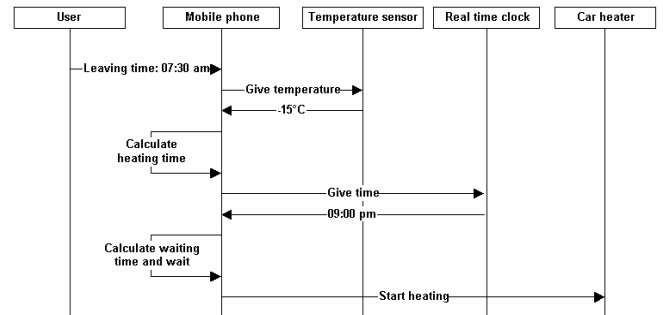 User
Mobile phone
Temperature sensor
Real time clock
Car heater
Leaving time: 07:30 am
Give temperature
-15°C
Calculate
heating time
Give time
09:00 pm
Calculate waiting
time and wait
Start heating